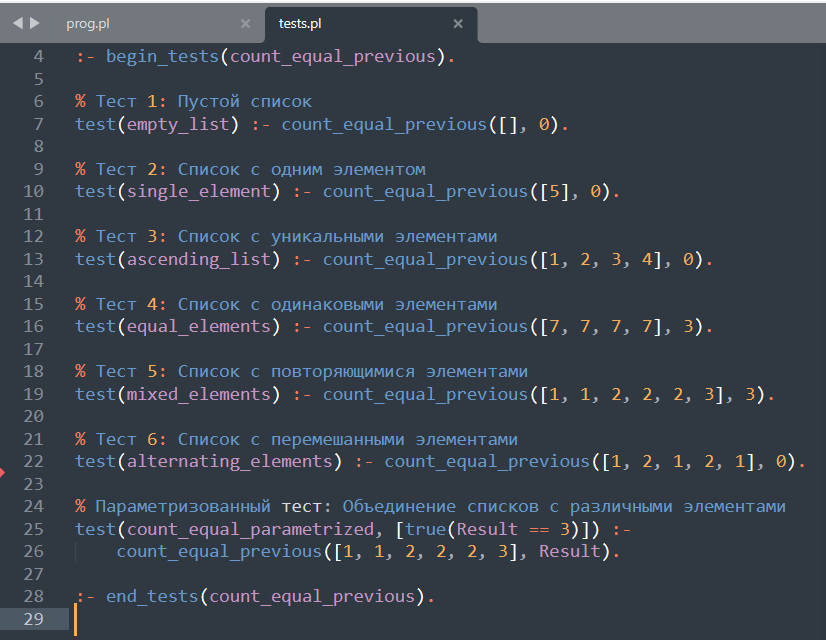 prog.pl tests.pl
4 :- begin_tests(count_equal_previous).
5
6 % Тест 1: Пустой список
7 test(empty_list) :- count_equal_previous([], 0).
8
9 % Тест 2: Список с одним элементом
10 test(single_element) :- count_equal_previous([5], 0).
11
12 % Тест 3: Список с уникальными элементами
13 test(ascending_list) :- count_equal_previous([1, 2, 3, 4], 0).
14
15 % Тест 4: Список с одинаковыми элементами
16 test(equal_elements) :- count_equal_previous([7, 7, 7, 7], 3).
17
18 % Тест 5: Список с повторяющимися элементами
19 test(mixed_elements) :- count_equal_previous([1, 1, 2, 2, 2, 3], 3).
20
21 % Тест 6: Список с перемешанными элементами
22 test(alternating_elements) :- count_equal_previous([1, 2, 1, 2, 1], 0).
23
24 % Параметризованный тест: Объединение списков с различными элементами
25 test(count_equal_parametrized, [true(Result == 3)]) :-
26 count_equal_previous([1, 1, 2, 2, 2, 3], Result).
27
28 :- end_tests(count_equal_previous).
29